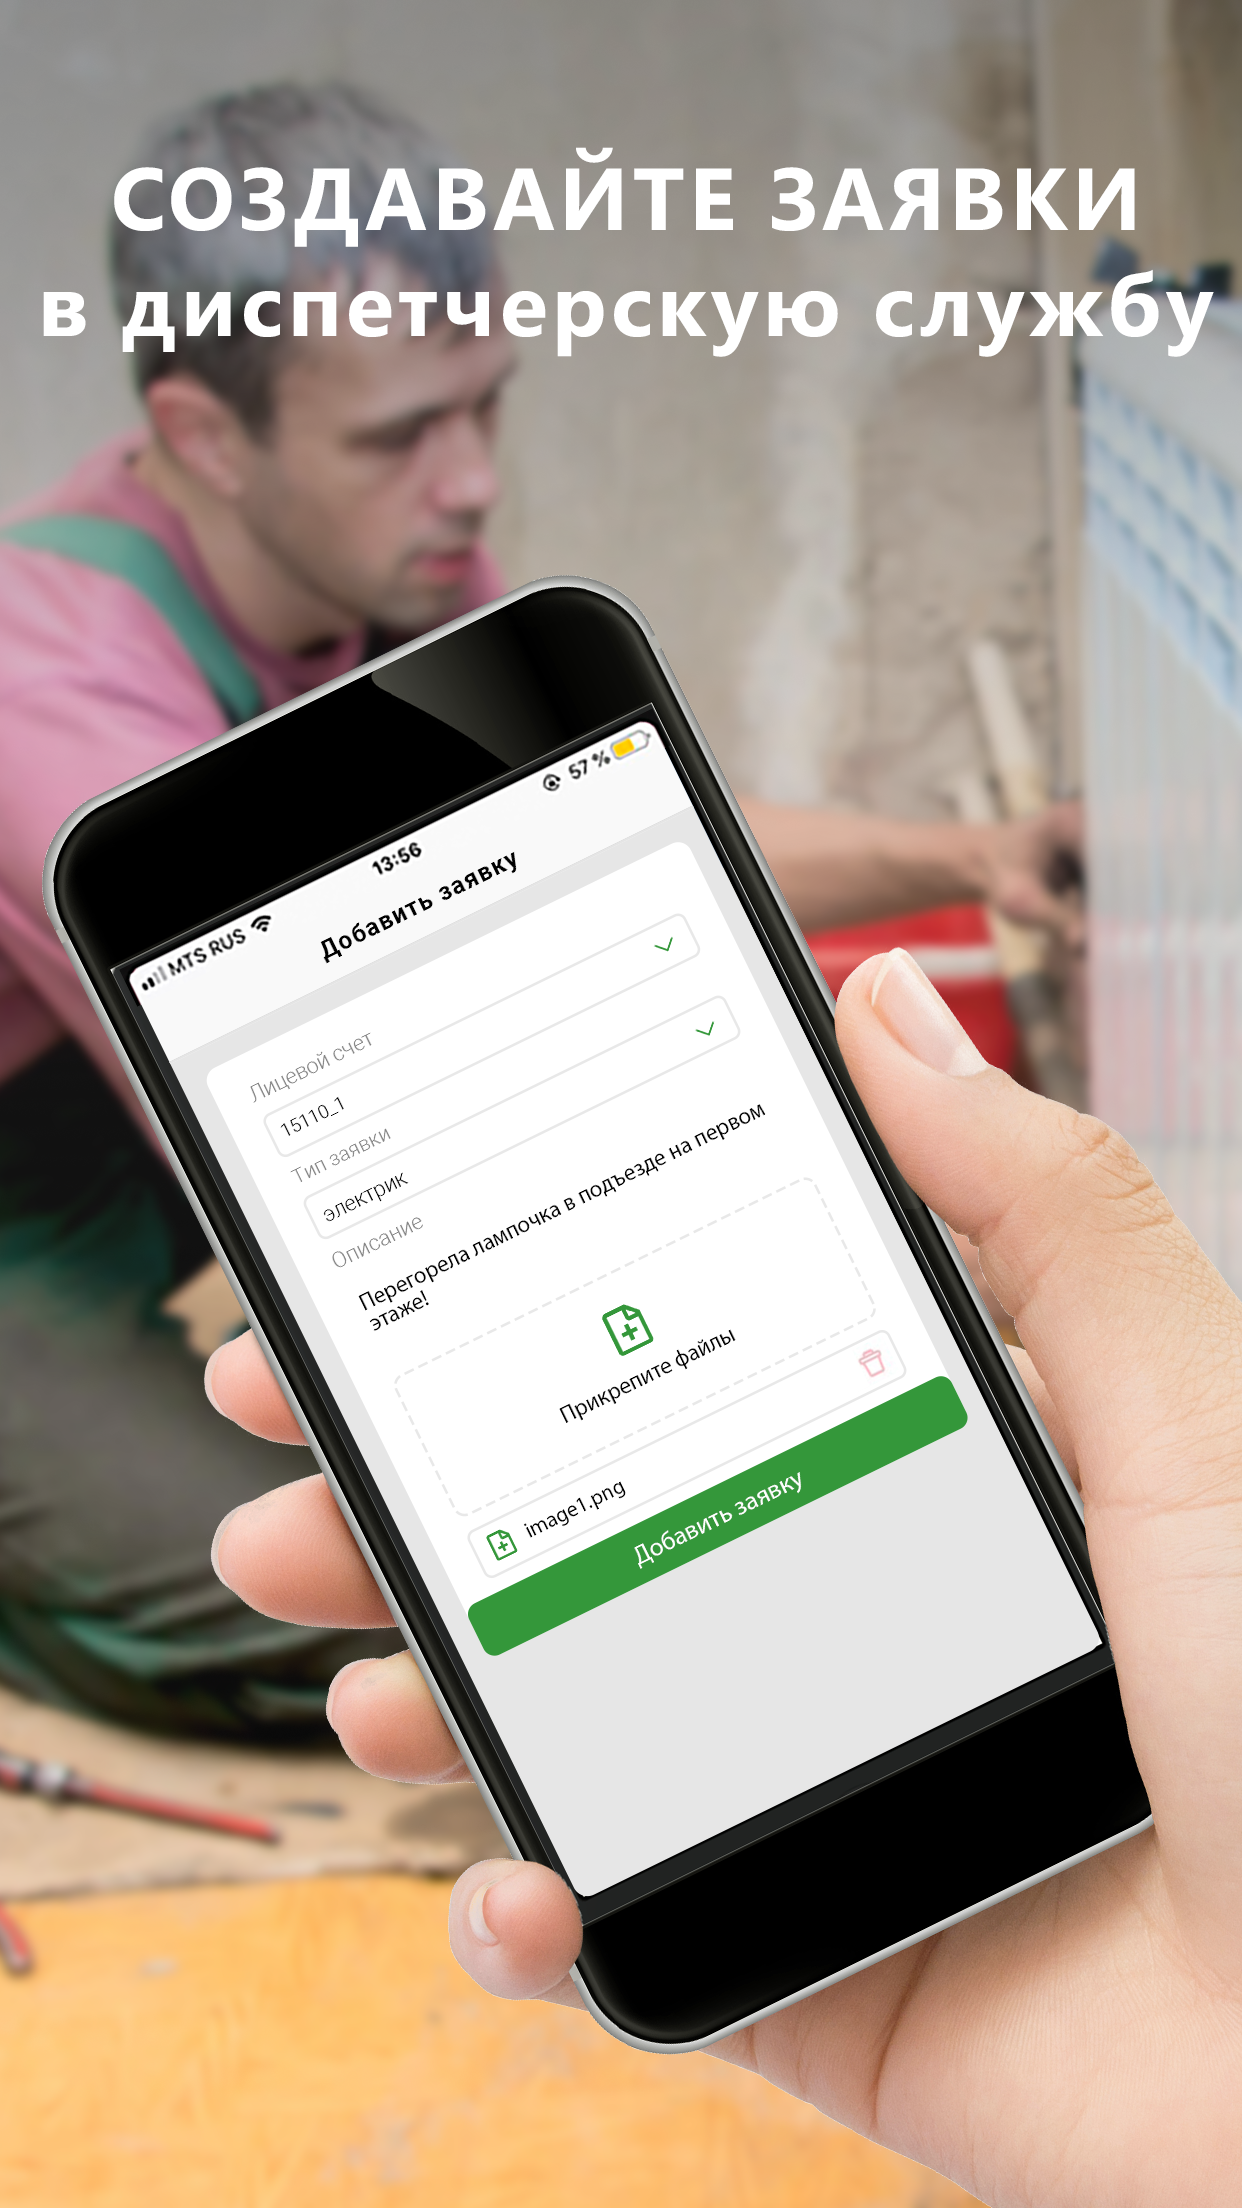 СОЗДАВАЙТЕ ЗАЯВКИ
в диспетчерскую службу
MTS RUS
13:56
57 %
Добавить заявку
Лицевой счет
15110_1
Тип заявки
электрик
Описание
Перегорела лампочка в подъезде на первом
этаже!
Прикрепите файлы
image1.png
Добавить заявку